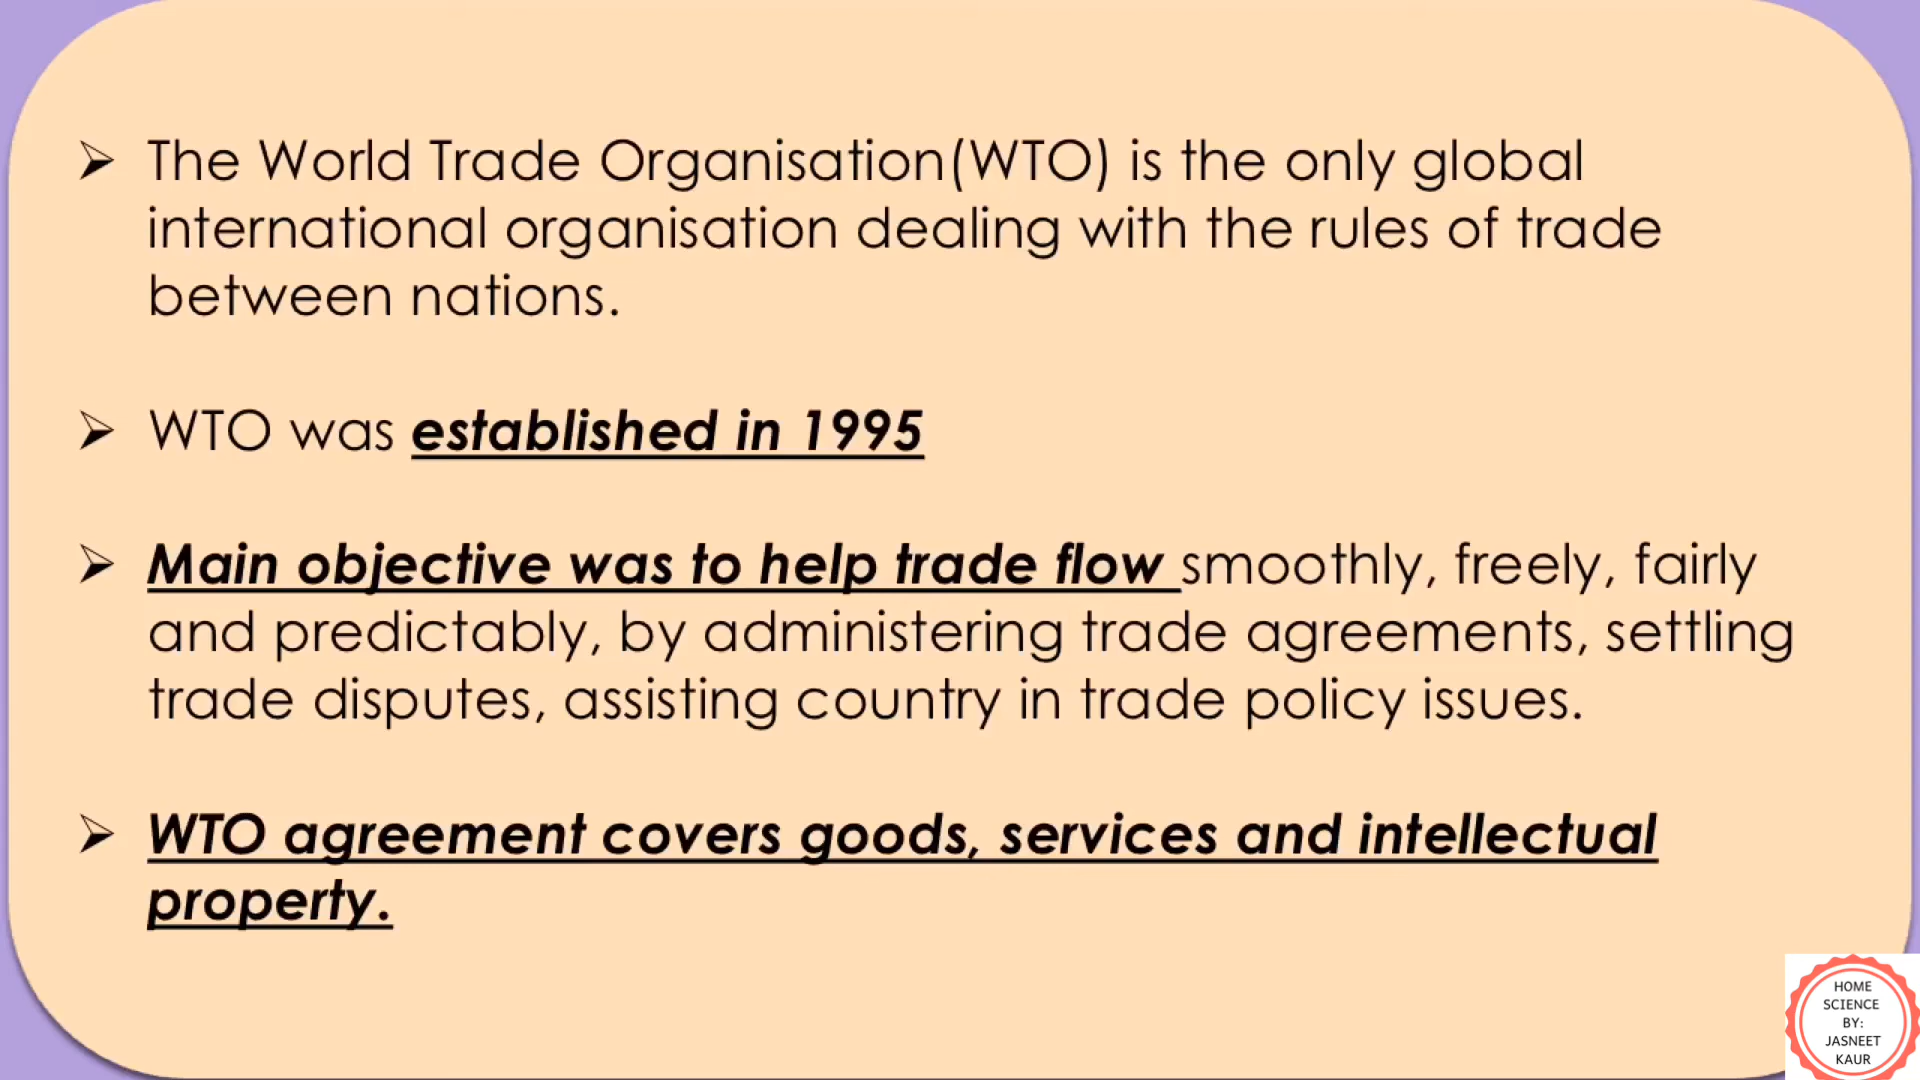 ➢ The World Trade Organisation(WTO) is the only global
international organisation dealing with the rules of trade
between nations.
➢ WTO was established in 1995
➢ Main objective was to help trade flow smoothly, freely, fairly
and predictably, by administering trade agreements, settling
trade disputes, assisting country in trade policy issues.
➢ WTO agreement covers goods, services and intellectual
property.
HOME
SCIENCE
BY:
JASNEET
KAUR